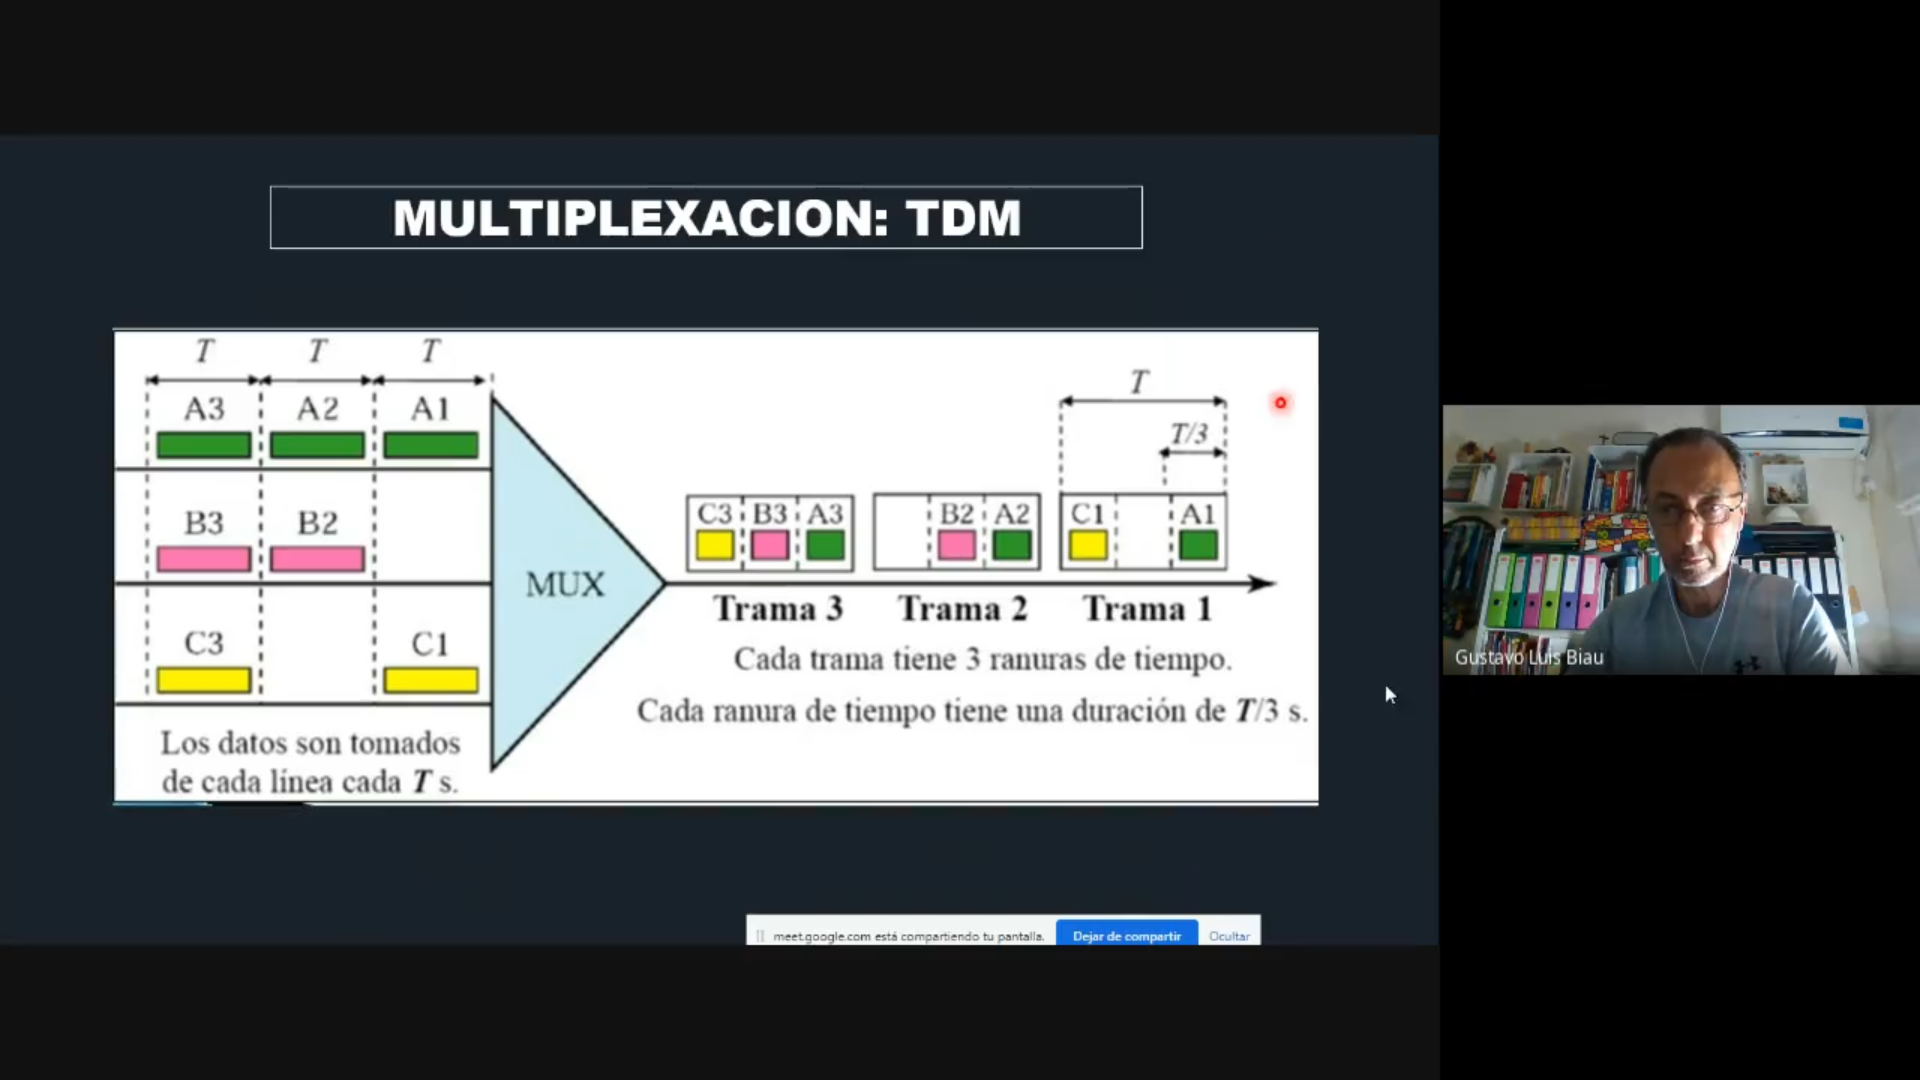 MULTIPLEXACION: TDM
T T T
A3 A2 A1
B3 B2
C3 C1
Los datos son tomados
de cada línea cada T s.
MUX
T
T/3
C3 B3 A3 B2 A2 C1 A1
Trama 3 Trama 2 Trama 1
Cada trama tiene 3 ranuras de tiempo.
Cada ranura de tiempo tiene una duración de T/3 s.
meet.google.com está compartiendo tu pantalla. Dejar de compartir Ocultar
Gustavo Luis Biau